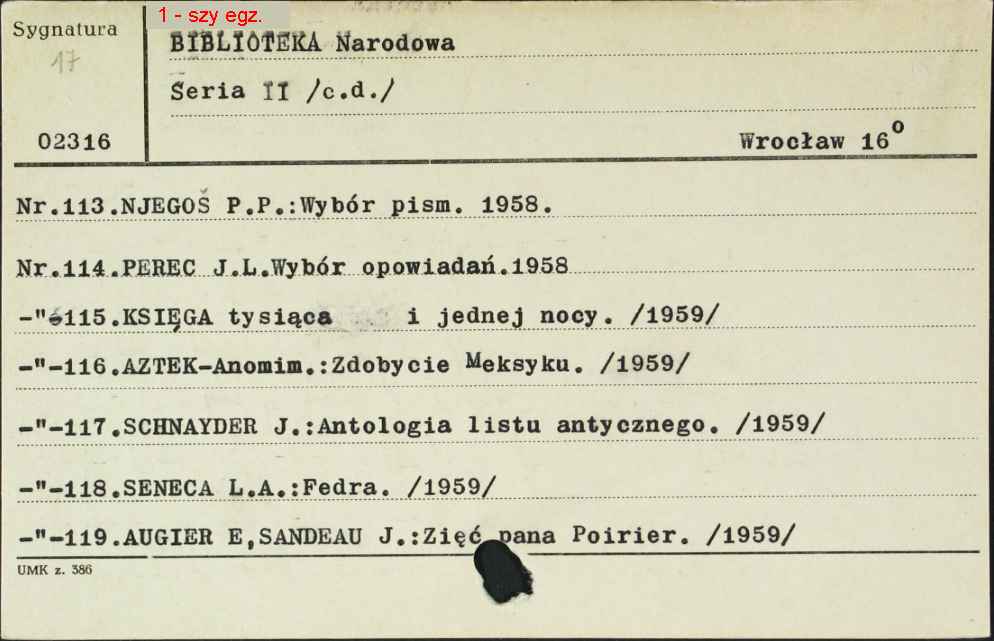 1 - szy egz.
Sygnatura
17
BIBLIOTEKA Narodowa
Seria II /c.d./
02316
Wrocław 16⁰
Nr.113.NJEGOŠ P.P.:Wybór pism. 1958.
Nr.114.PEREC J.L.Wybór opowiadań.1958
-"-115.KSIĘGA tysiąca i jednej nocy. /1959/
-"-116.AZTEK-Anomim.:Zdobycie Meksyku. /1959/
-"-117.SCHNAYDER J.:Antologia listu antycznego. /1959/
-"-118.SENECA L.A.:Fedra. /1959/
-"-119.AUGIER E,SANDEAU J.:Zięć pana Poirier. /1959/
UMK z. 386